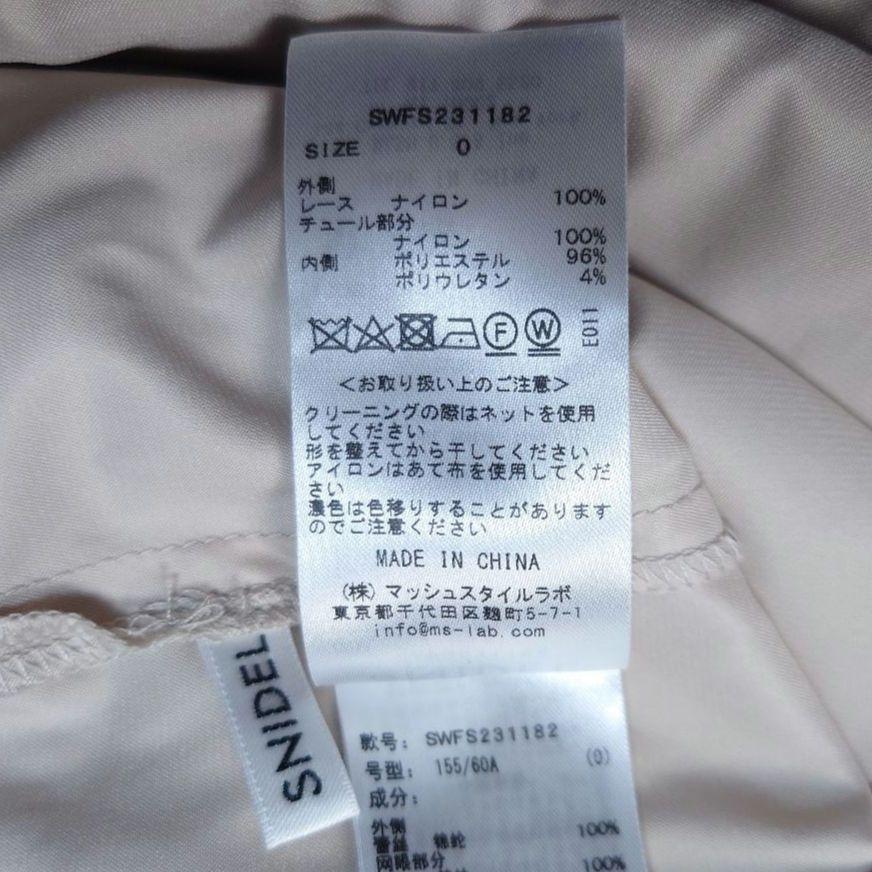 SWFS231182
SIZE 0
外側
レース ナイロン 100%
チュール部分
ナイロン 100%
内側 ポリエステル 96%
ポリウレタン 4%
F W E011
＜お取り扱い上のご注意＞
クリーニングの際はネットを使用
してください
形を整えてから干してください
アイロンはあて布を使用してくだ
さい
濃色は色移りすることがあります
のでご注意ください
MADE IN CHINA
(株) マッシュスタイルラボ
東京都千代田区麹町5-7-1
info@ms-lab.com
SNIDEL
款号: SWFS231182
号型: 155/60A (0)
成分:
外侧
蕾丝 锦纶 100%
网眼部分
100%